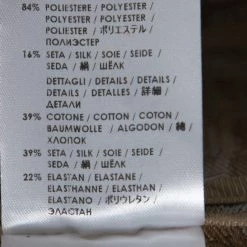 84% POLIESTERE / POLYESTER /
POLYESTER / POLYESTER /
POLIESTER / ポリエステル /
ПОЛИЭСТЕР
16% SETA / SILK / SOIE / SEIDE /
SEDA / 絹 / ШЁЛК
DETTAGLI / DETAILS / DETAILS /
DETAILS / DETALLES / 詳細 /
ДЕТАЛИ
39% COTONE / COTTON / COTON /
BAUMWOLLE / ALGODON / 綿 /
ХЛОПОК
39% SETA / SILK / SOIE / SEIDE /
SEDA / 絹 / ШЁЛК
22% ELASTAN / ELASTANE /
ELASTHANNE / ELASTHAN /
ELASTANO / ポリウレタン /
ЭЛАСТАН